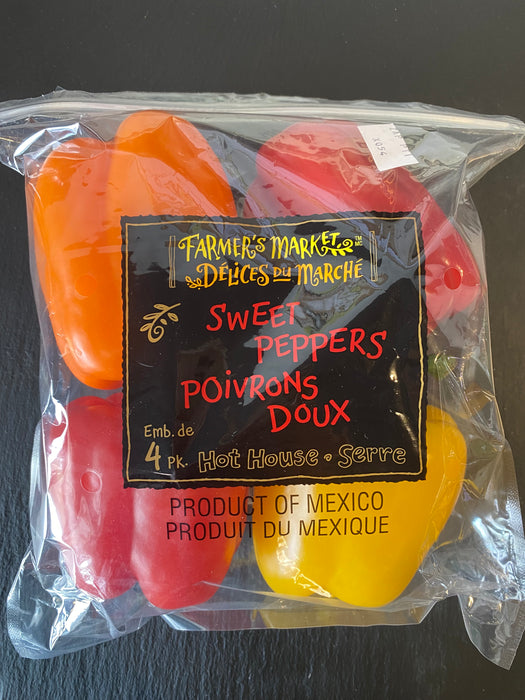 FARMER'S MARKET TM MC
DÉLICES DU MARCHÉ
SWEET
PEPPERS
POIVRONS
DOUX
Emb. de
4 PK. Hot House • Serre
PRODUCT OF MEXICO
PRODUIT DU MEXIQUE